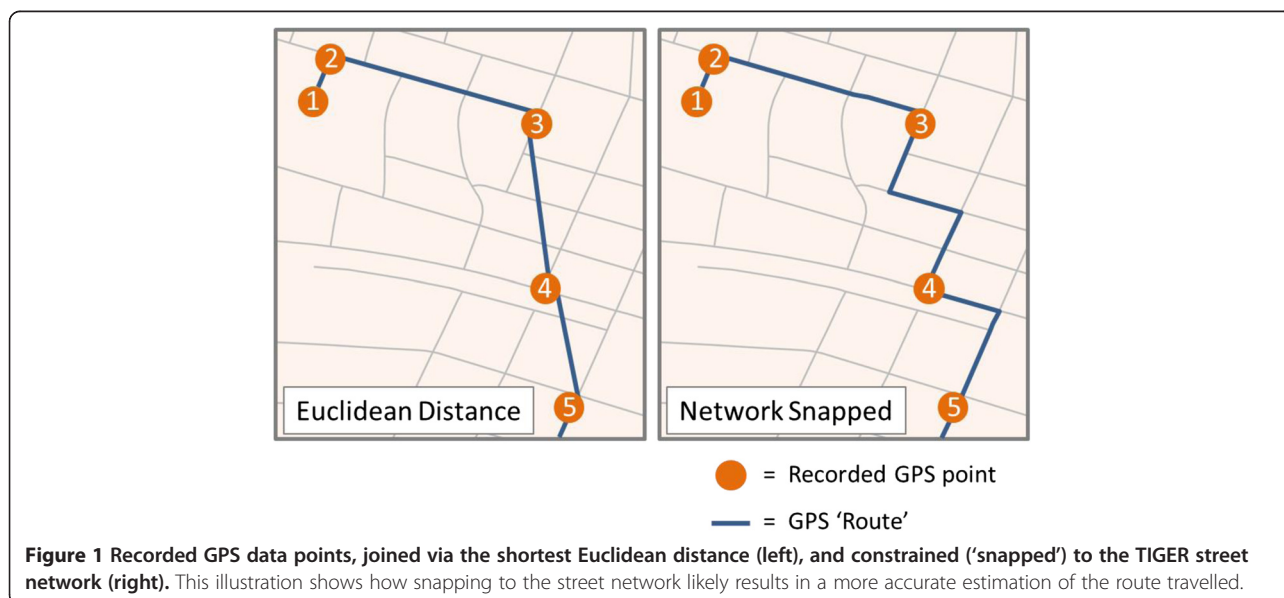 2
1
3
4
5
Euclidean Distance
2
1
3
4
5
Network Snapped
= Recorded GPS point
= GPS ‘Route’
Figure 1 Recorded GPS data points, joined via the shortest Euclidean distance (left), and constrained (‘snapped’) to the TIGER street
network (right). This illustration shows how snapping to the street network likely results in a more accurate estimation of the route travelled.